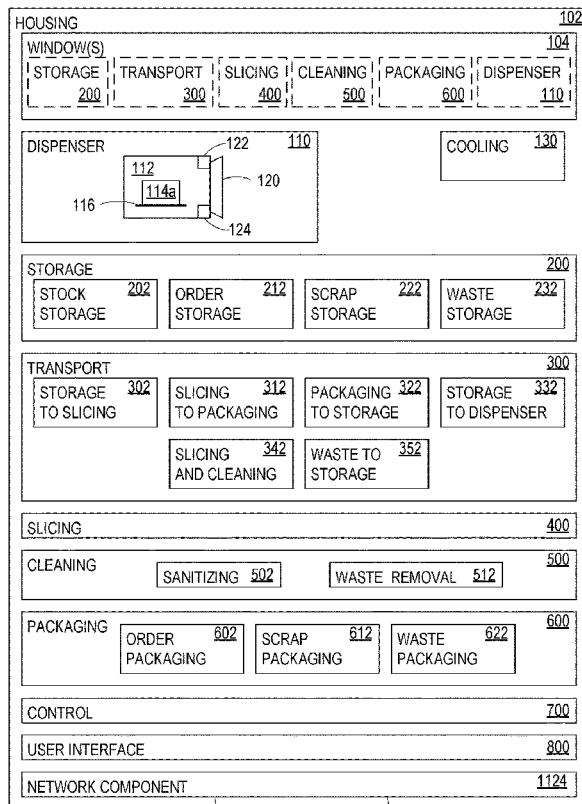 HOUSING 102
WINDOW(S) 104
STORAGE TRANSPORT SLICING CLEANING PACKAGING DISPENSER
200 300 400 500 600 110
DISPENSER 110
122
112
114a
116
120
124
COOLING 130
STORAGE 200
STOCK STORAGE 202
ORDER STORAGE 212
SCRAP STORAGE 222
WASTE STORAGE 232
TRANSPORT 300
STORAGE TO SLICING 302
SLICING TO PACKAGING 312
PACKAGING TO STORAGE 322
STORAGE TO DISPENSER 332
SLICING AND CLEANING 342
WASTE TO STORAGE 352
SLICING 400
CLEANING 500
SANITIZING 502
WASTE REMOVAL 512
PACKAGING 600
ORDER PACKAGING 602
SCRAP PACKAGING 612
WASTE PACKAGING 622
CONTROL 700
USER INTERFACE 800
NETWORK COMPONENT 1124